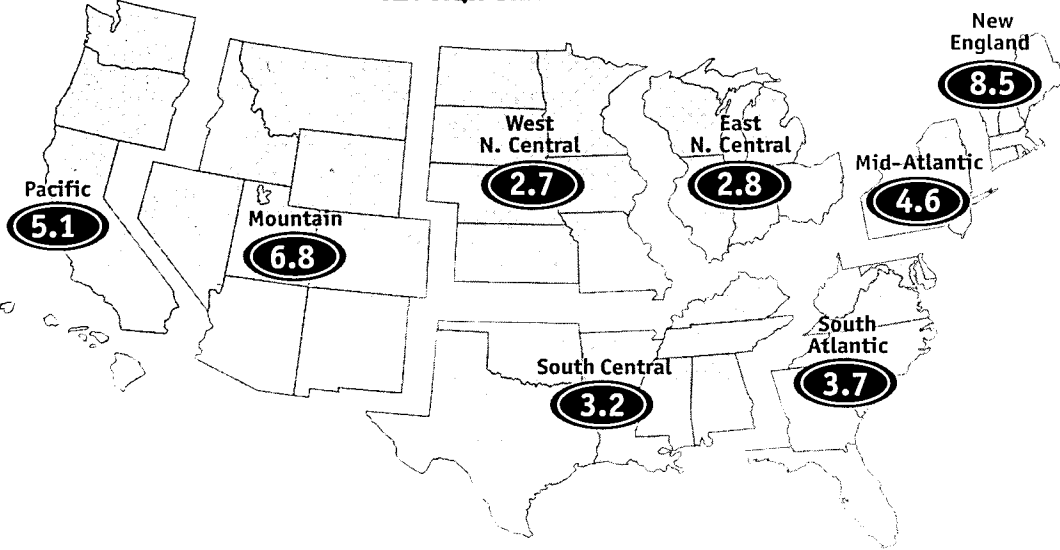 New
England
8.5
West
N. Central
2.7
East
N. Central
2.8
Mid-Atlantic
4.6
Pacific
5.1
Mountain
6.8
South
Atlantic
3.7
South Central
3.2